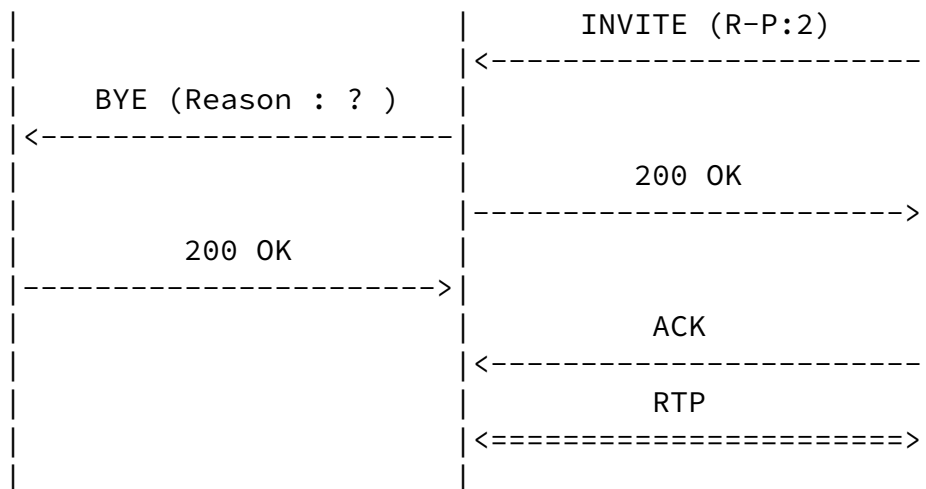 INVITE (R-P:2)
BYE (Reason : ? )
200 OK
200 OK
ACK
RTP